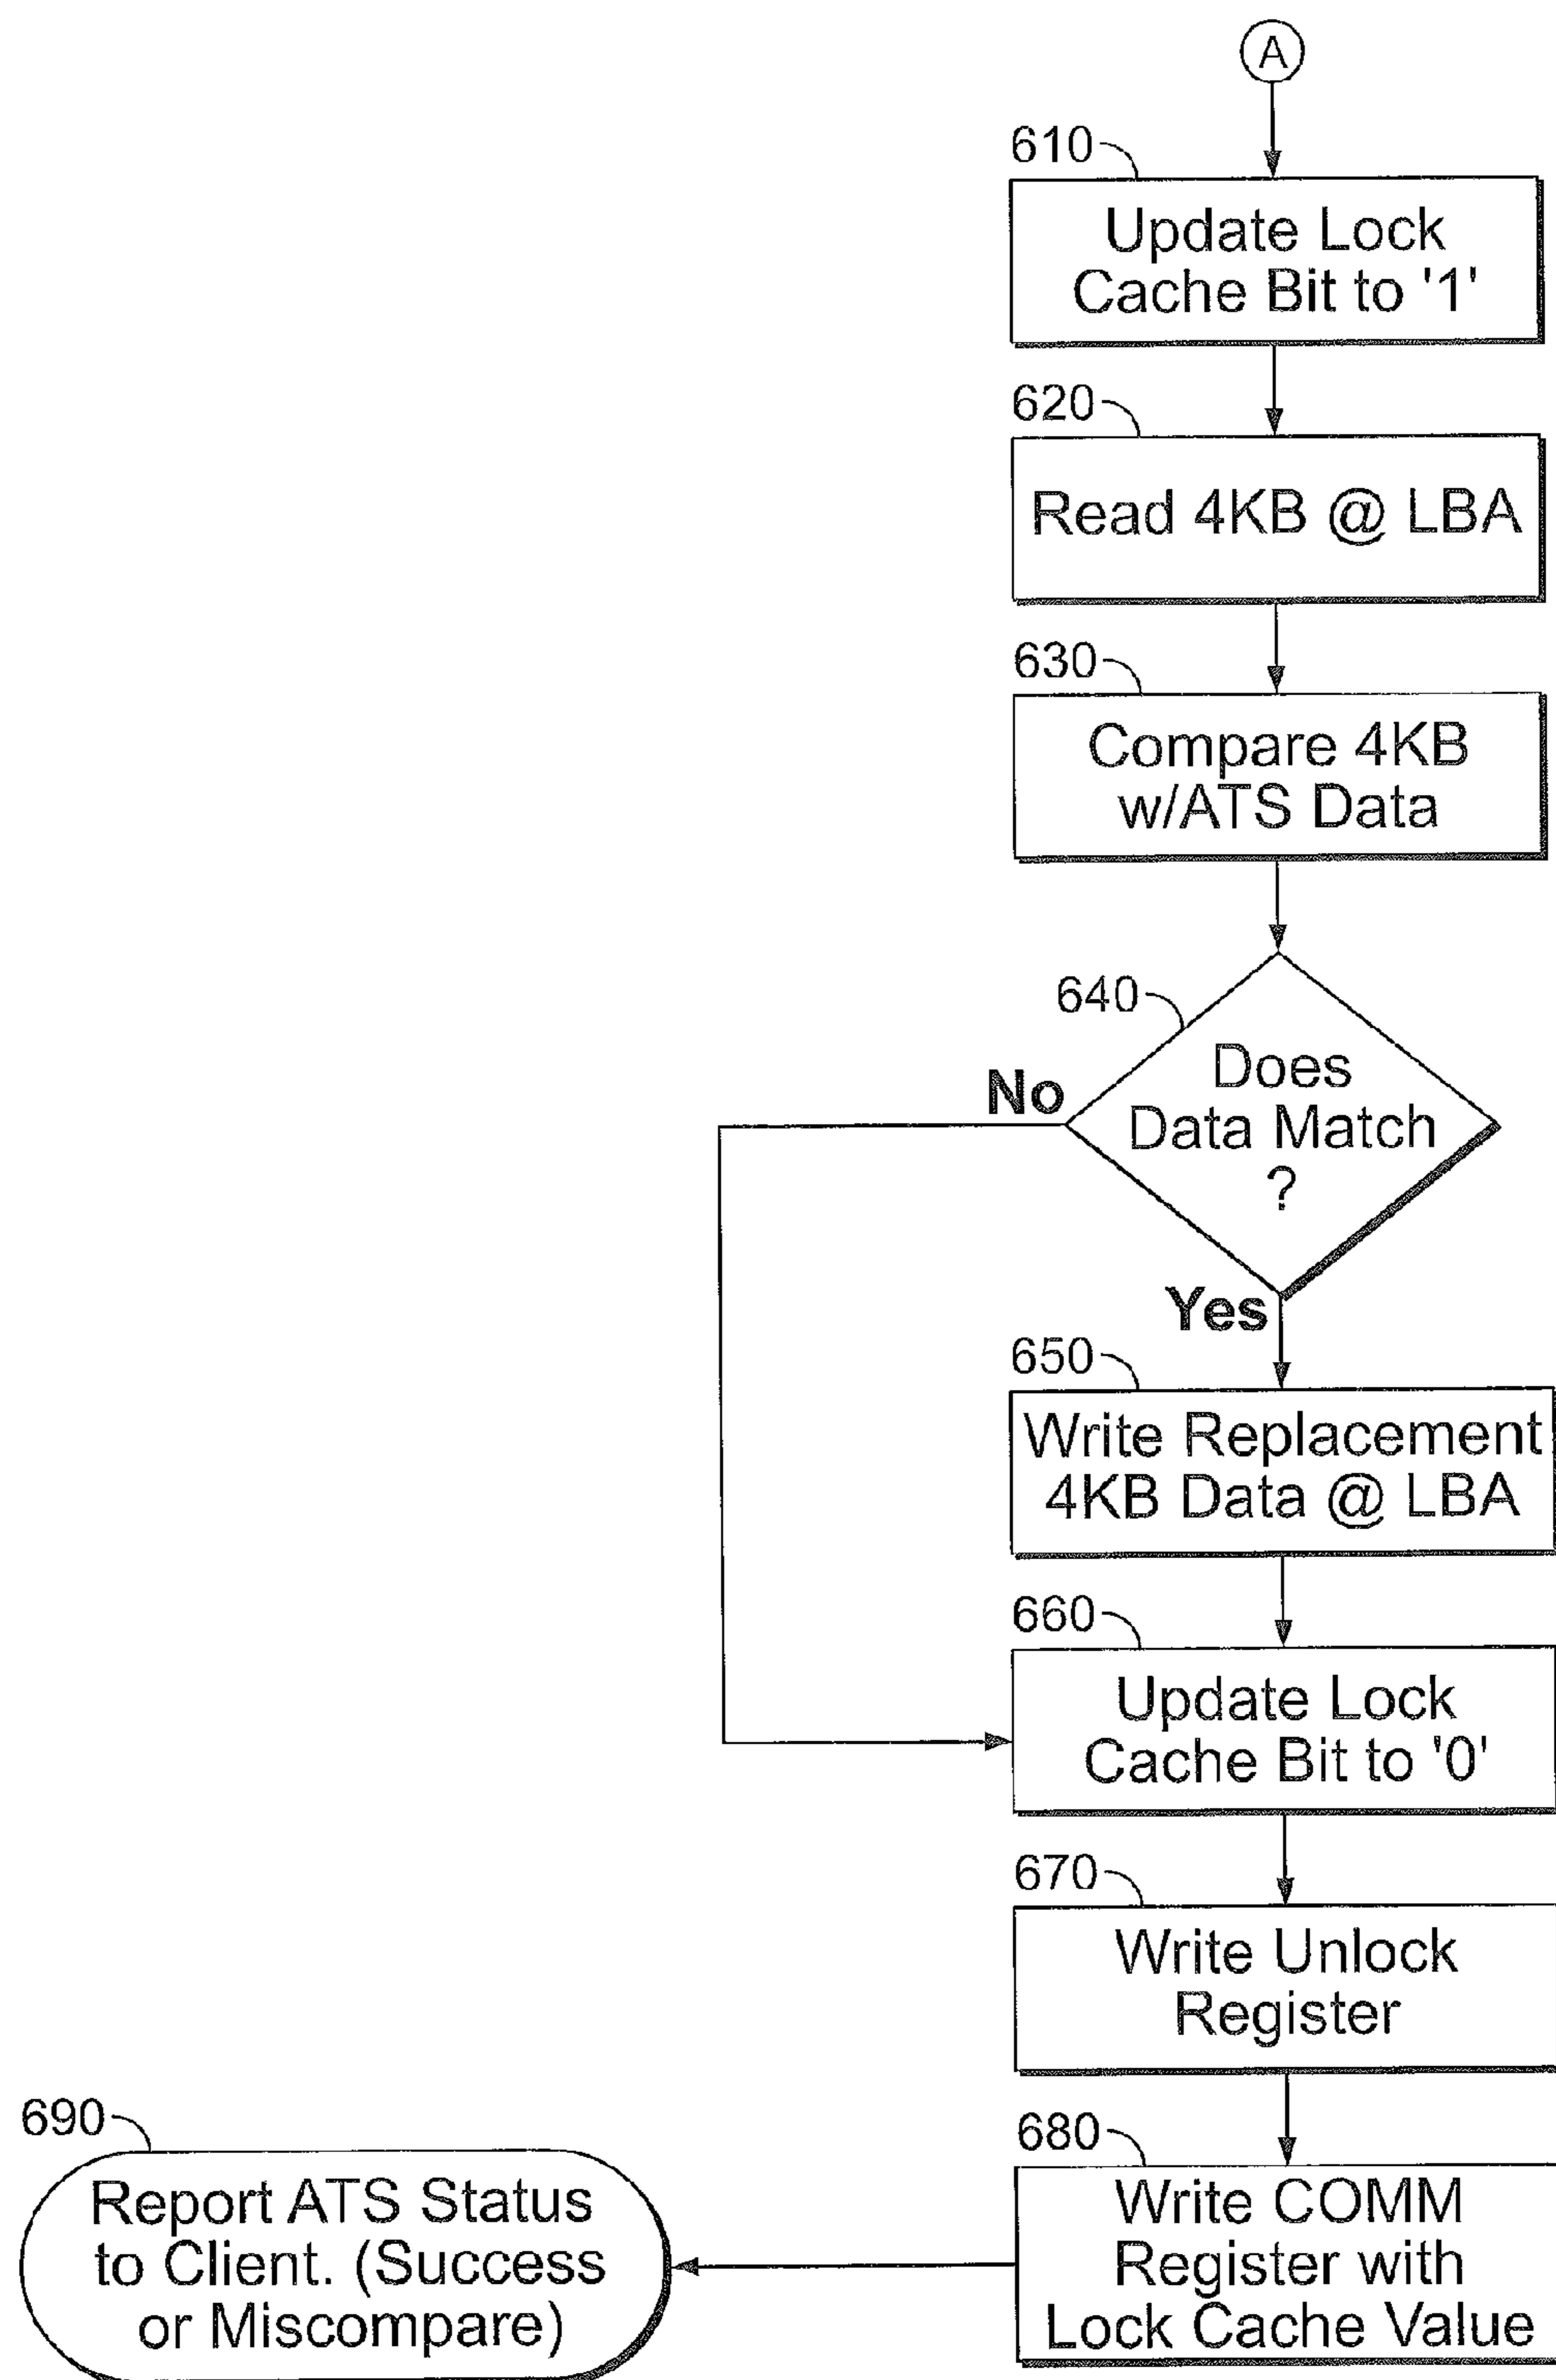 A
610
Update Lock
Cache Bit to '1'
620
Read 4KB @ LBA
630
Compare 4KB
w/ATS Data
640
Does
Data Match
?
No
Yes
650
Write Replacement
4KB Data @ LBA
660
Update Lock
Cache Bit to '0'
670
Write Unlock
Register
680
Write COMM
Register with
Lock Cache Value
690
Report ATS Status
to Client. (Success
or Miscompare)